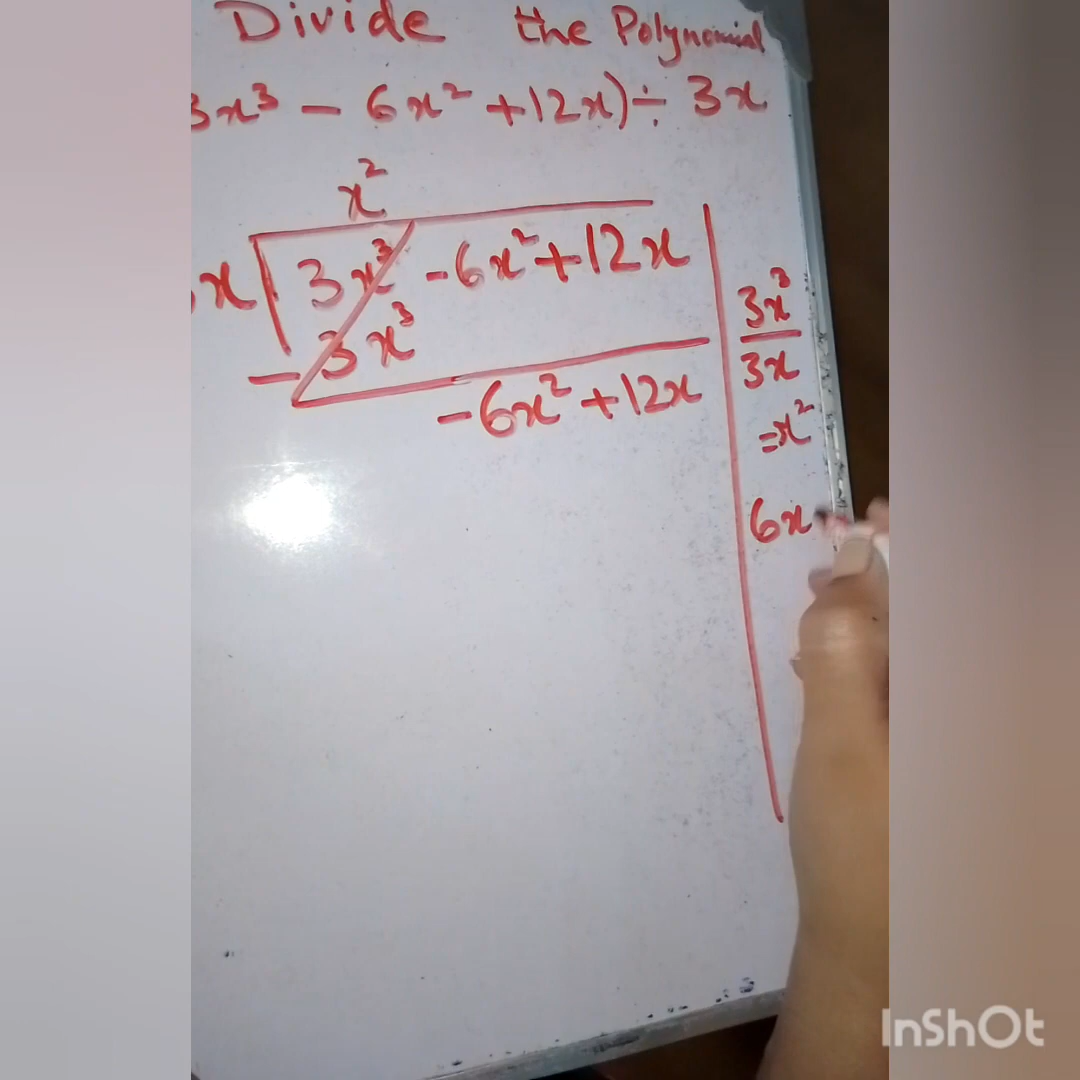 Divide the Polynomial
3x³ - 6x² + 12x) ÷ 3x
x²
x 3x³ - 6x² + 12x
- 3x³
- 6x² + 12x
3x³
3x
= x²
6x
InShOt